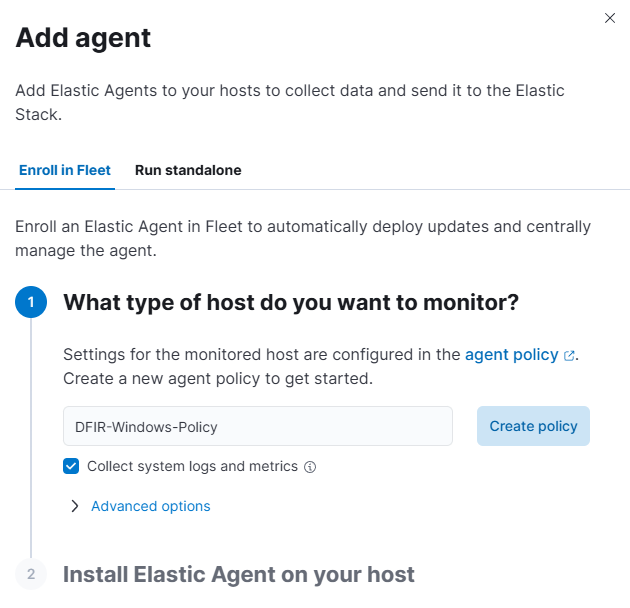 Add agent
Add Elastic Agents to your hosts to collect data and send it to the Elastic
Stack.
Enroll in Fleet
Run standalone
Enroll an Elastic Agent in Fleet to automatically deploy updates and centrally
manage the agent.
1
What type of host do you want to monitor?
Settings for the monitored host are configured in the agent policy.
Create a new agent policy to get started.
DFIR-Windows-Policy
Create policy
Collect system logs and metrics
Advanced options
2
Install Elastic Agent on your host